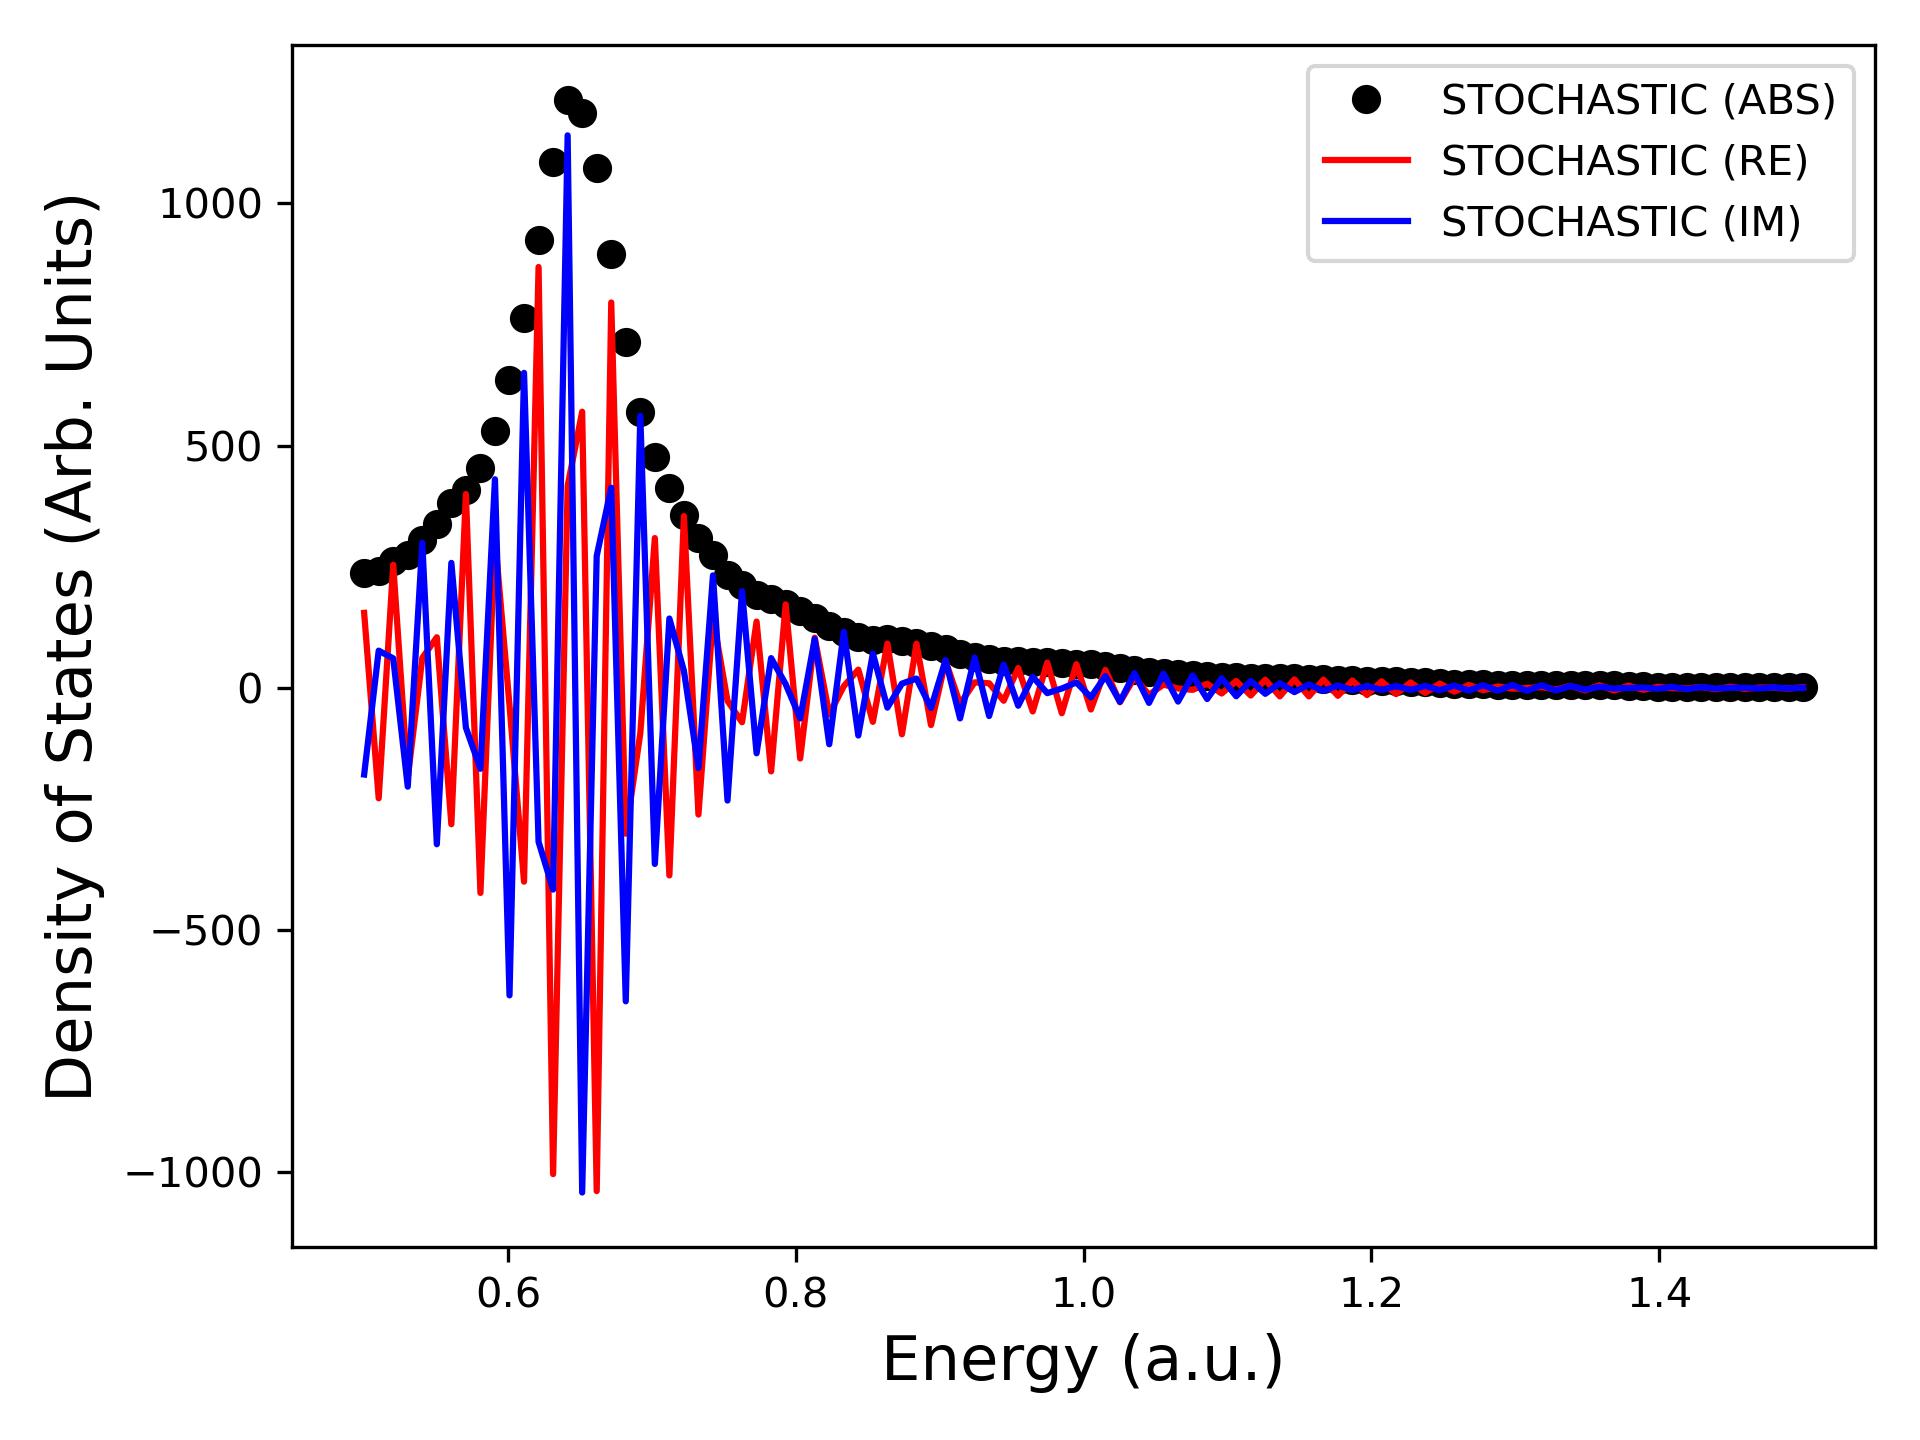 STOCHASTIC (ABS)
STOCHASTIC (RE)
STOCHASTIC (IM)
Density of States (Arb. Units)
1000
500
0
−500
−1000
0.6 0.8 1.0 1.2 1.4
Energy (a.u.)